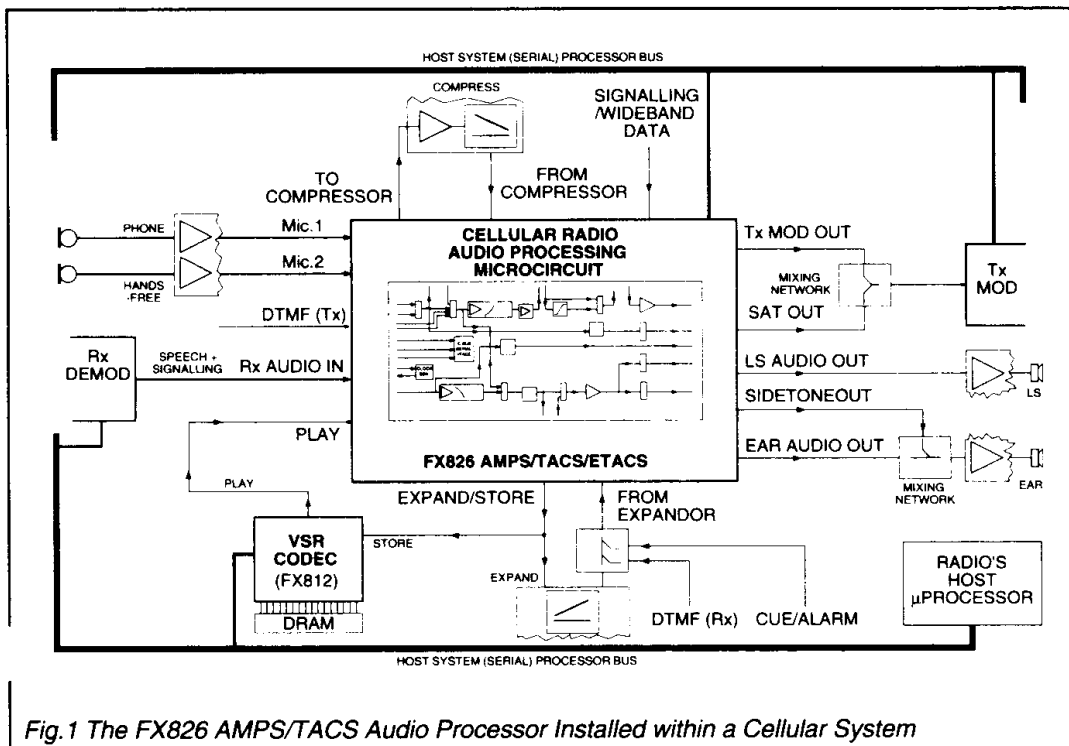 HOST SYSTEM (SERIAL) PROCESSOR BUS
COMPRESS
SIGNALLING
/WIDEBAND
DATA
TO
COMPRESSOR
FROM
COMPRESSOR
PHONE
Mic.1
Mic.2
HANDS
-FREE
DTMF (Tx)
Rx
DEMOD
SPEECH +
SIGNALLING
Rx AUDIO IN
PLAY
CELLULAR RADIO
AUDIO PROCESSING
MICROCIRCUIT
FX826 AMPS/TACS/ETACS
Tx MOD OUT
MIXING
NETWORK
Tx
MOD
SAT OUT
LS AUDIO OUT
LS
SIDETONEOUT
EAR AUDIO OUT
MIXING
NETWORK
EAR
EXPAND/STORE
FROM
EXPANDOR
PLAY
VSR
CODEC
(FX812)
DRAM
STORE
EXPAND
DTMF (Rx)
CUE/ALARM
RADIO'S
HOST
µPROCESSOR
HOST SYSTEM (SERIAL) PROCESSOR BUS
Fig.1 The FX826 AMPS/TACS Audio Processor Installed within a Cellular System